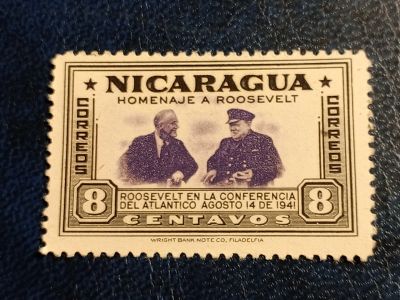 NICARAGUA
HOMENAJE A ROOSEVELT
CORREOS
CORREOS
ROOSEVELT EN LA CONFERENCIA
DEL ATLANTICO AGOSTO 14 DE 1941
8
CENTAVOS
8
WRIGHT BANK NOTE CO., FILADELFIA